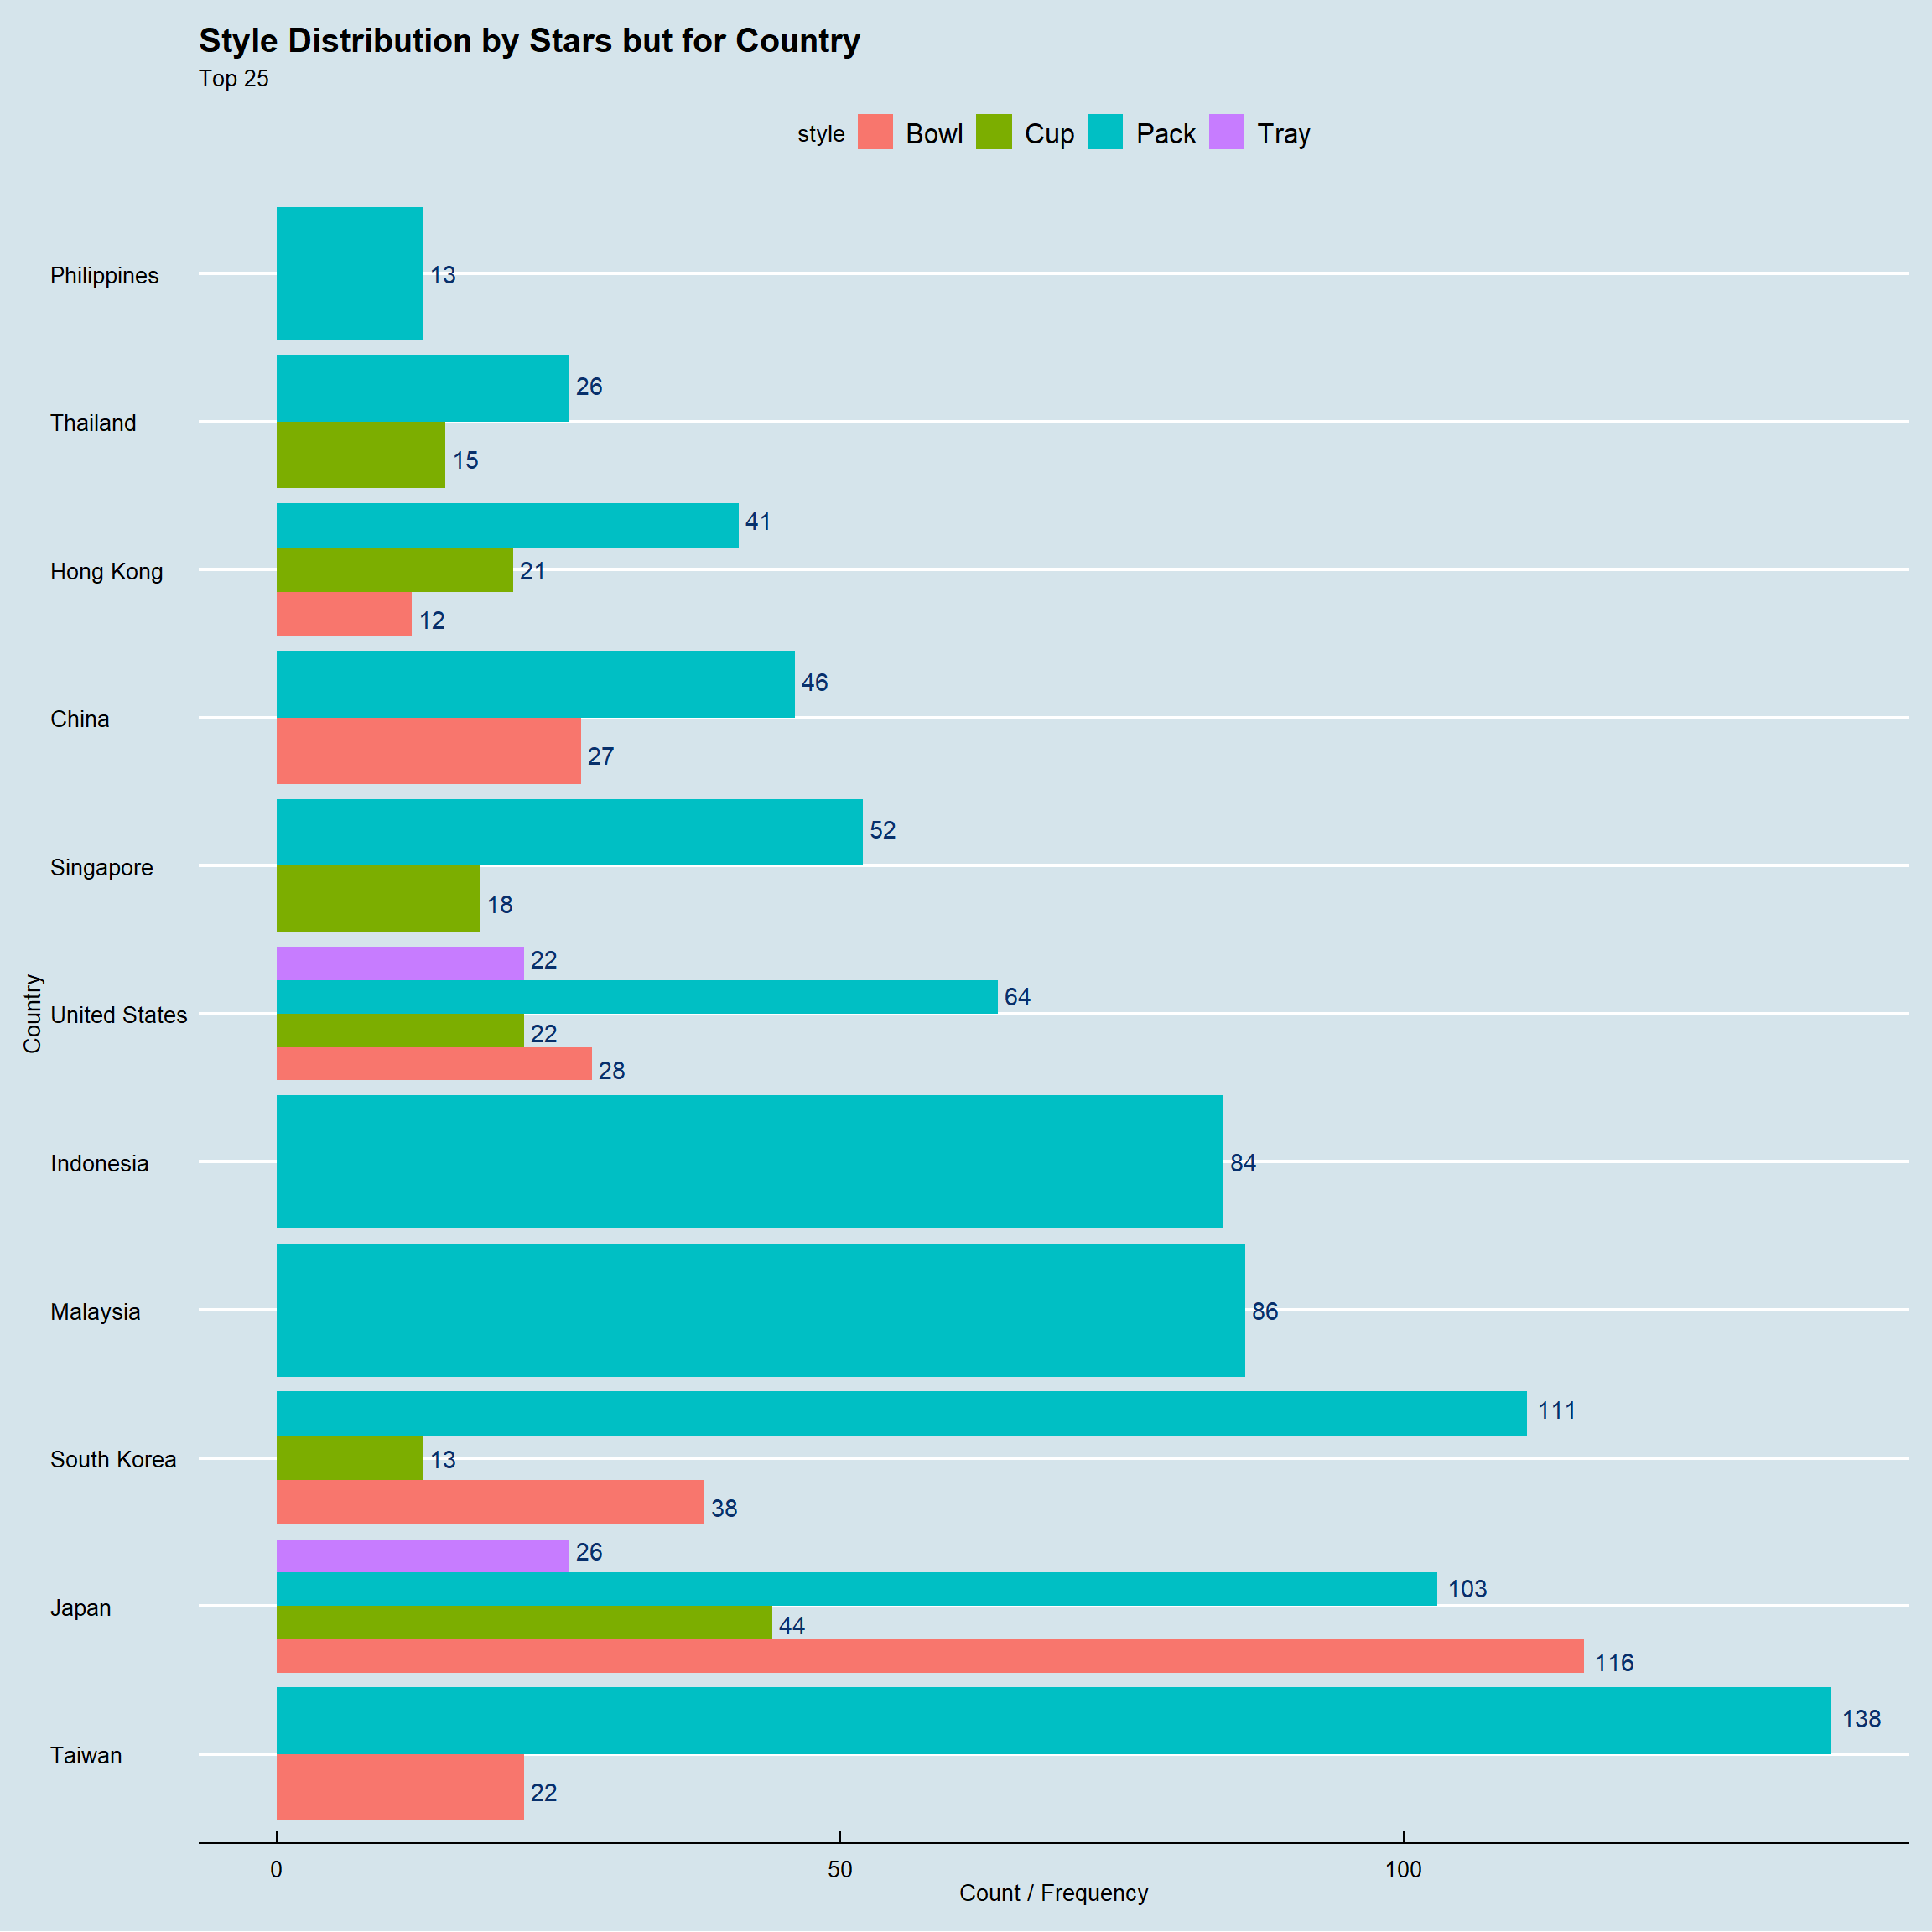 Style Distribution by Stars but for Country
Top 25
style Bowl Cup Pack Tray
Philippines 13
26
Thailand
15
41
Hong Kong 21
12
46
China
27
52
Singapore
18
22
64
Country
United States
22
28
Indonesia 84
Malaysia 86
111
South Korea 13
38
26
103
Japan
44
116
138
Taiwan
22
0 50 100
Count / Frequency